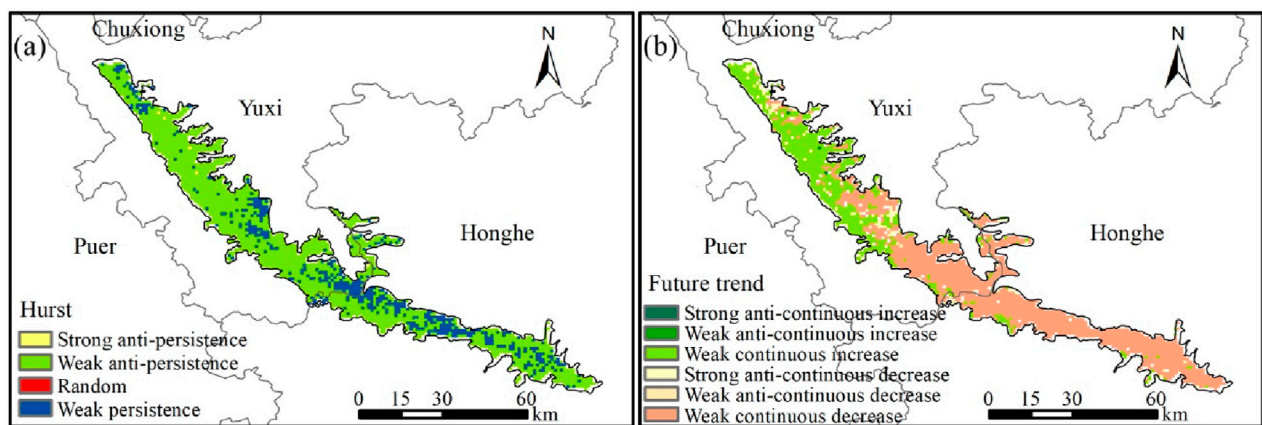 (a)
Chuxiong
N
Yuxi
Puer
Honghe
Hurst
Strong anti-persistence
Weak anti-persistence
Random
Weak persistence
0 15 30 60
km
(b)
Chuxiong
N
Yuxi
Puer
Honghe
Future trend
Strong anti-continuous increase
Weak anti-continuous increase
Weak continuous increase
Strong anti-continuous decrease
Weak anti-continuous decrease
Weak continuous decrease
0 15 30 60
km